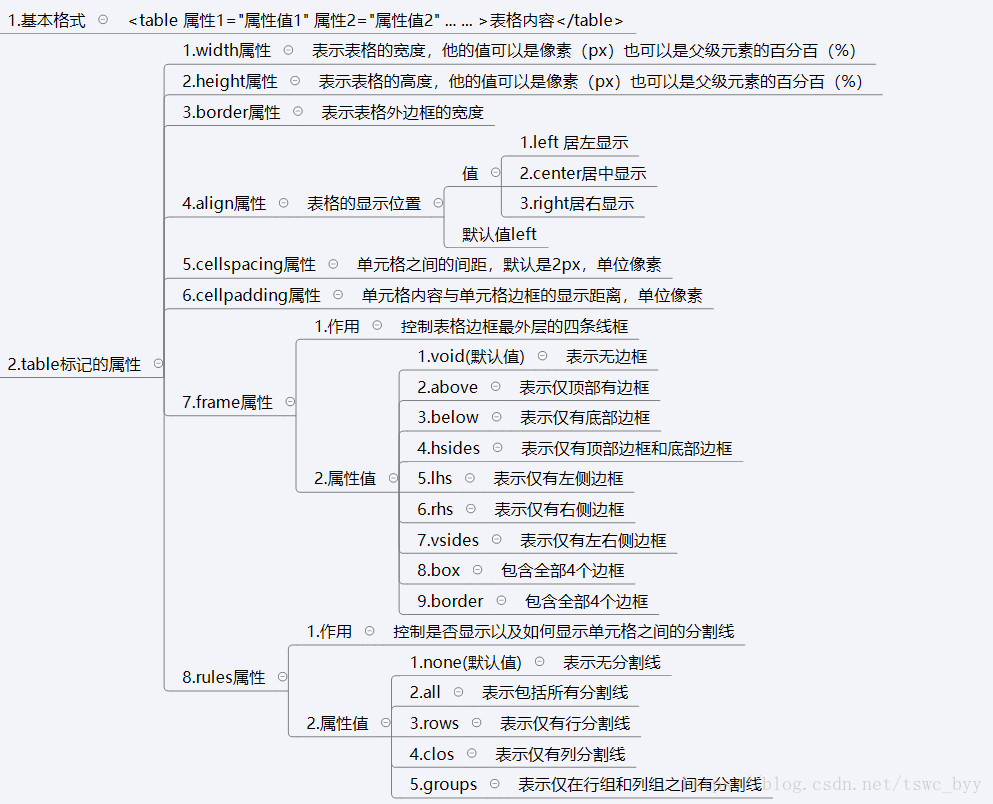 1.基本格式 <table 属性1="属性值1" 属性2="属性值2" ... ... >表格内容</table>
1.width属性 表示表格的宽度，他的值可以是像素（px）也可以是父级元素的百分百（%）
2.height属性 表示表格的高度，他的值可以是像素（px）也可以是父级元素的百分百（%）
3.border属性 表示表格外边框的宽度
1.left 居左显示
值 2.center居中显示
4.align属性 表格的显示位置 3.right居右显示
默认值left
5.cellspacing属性 单元格之间的间距，默认是2px，单位像素
6.cellpadding属性 单元格内容与单元格边框的显示距离，单位像素
1.作用 控制表格边框最外层的四条线框
1.void(默认值) 表示无边框
2.table标记的属性
2.above 表示仅顶部有边框
7.frame属性
3.below 表示仅有底部边框
4.hsides 表示仅有顶部边框和底部边框
2.属性值 5.lhs 表示仅有左侧边框
6.rhs 表示仅有右侧边框
7.vsides 表示仅有左右侧边框
8.box 包含全部4个边框
9.border 包含全部4个边框
1.作用 控制是否显示以及如何显示单元格之间的分割线
1.none(默认值) 表示无分割线
8.rules属性
2.all 表示包括所有分割线
2.属性值 3.rows 表示仅有行分割线
4.clos 表示仅有列分割线
5.groups 表示仅在行组和列组之间有分割线
blog.csdn.net/tswc_byy